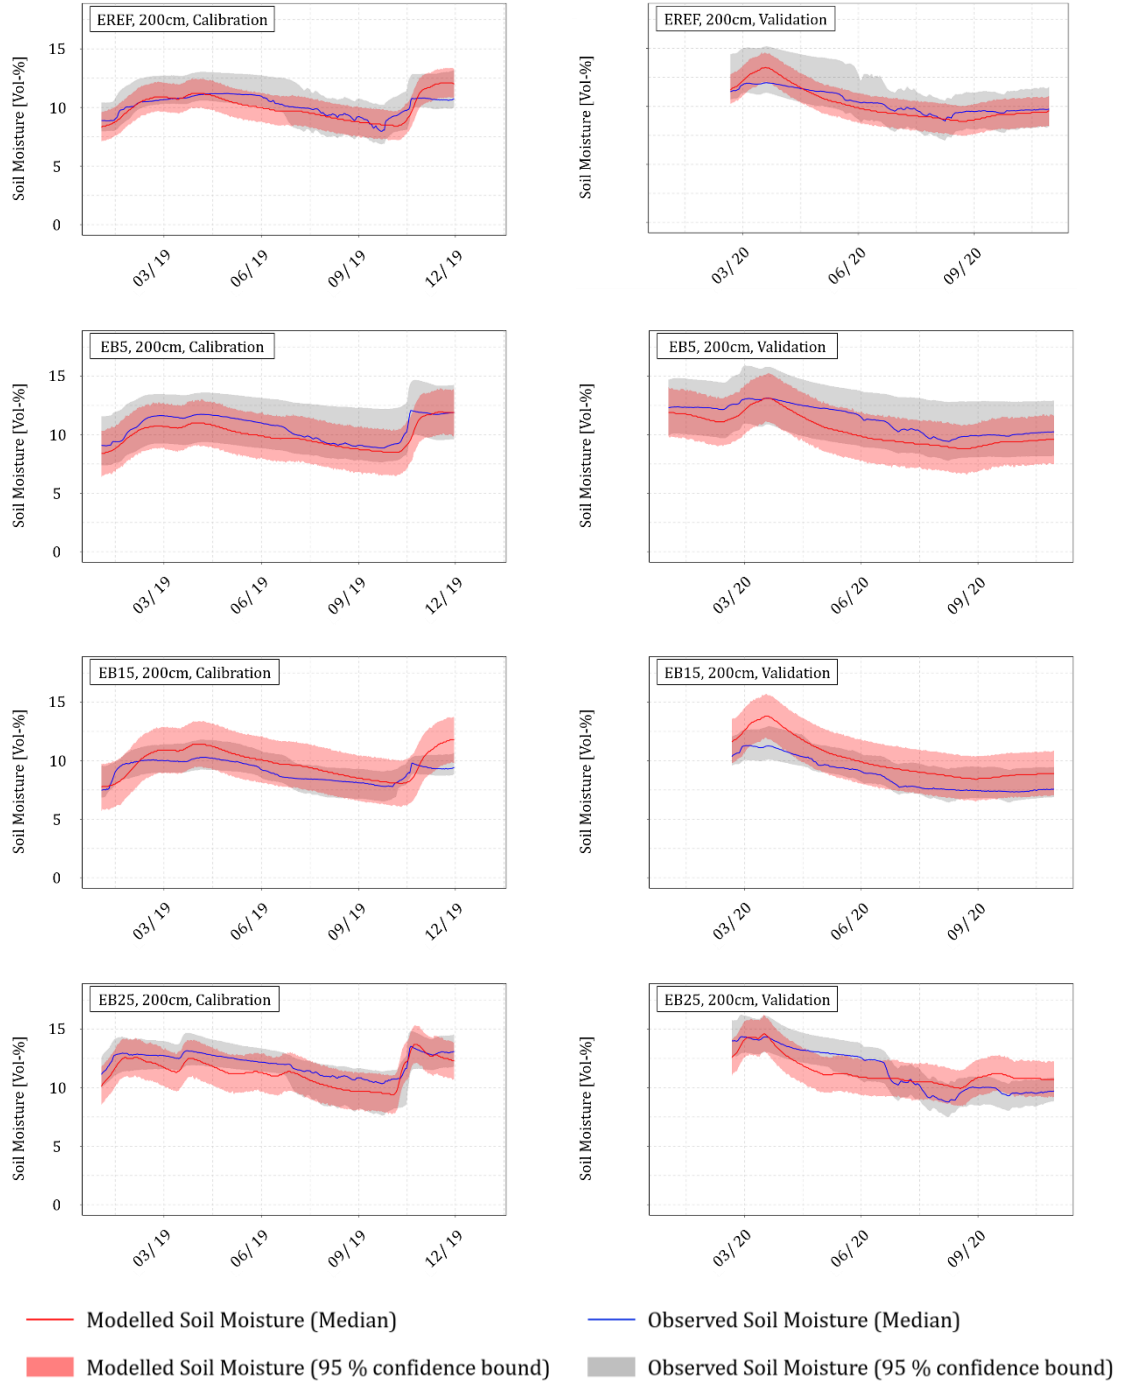 EREF, 200cm, Calibration
EREF, 200cm, Validation
Soil Moisture [Vol-%]
15
10
5
0
03/ 19
06/ 19
09/ 19
12/ 19
Soil Moisture [Vol-%]
03/ 20
06/ 20
09/ 20
EB5, 200cm, Calibration
EB5, 200cm, Validation
Soil Moisture [Vol-%]
15
10
5
0
03/ 19
06/ 19
09/ 19
12/ 19
Soil Moisture [Vol-%]
03/ 20
06/ 20
09/ 20
EB15, 200cm, Calibration
EB15, 200cm, Validation
Soil Moisture [Vol-%]
15
10
5
0
03/ 19
06/ 19
09/ 19
12/ 19
Soil Moisture [Vol-%]
03/ 20
06/ 20
09/ 20
EB25, 200cm, Calibration
EB25, 200cm, Validation
Soil Moisture [Vol-%]
15
10
5
0
03/ 19
06/ 19
09/ 19
12/ 19
Soil Moisture [Vol-%]
03/ 20
06/ 20
09/ 20
Modelled Soil Moisture (Median)
Observed Soil Moisture (Median)
Modelled Soil Moisture (95 % confidence bound)
Observed Soil Moisture (95 % confidence bound)